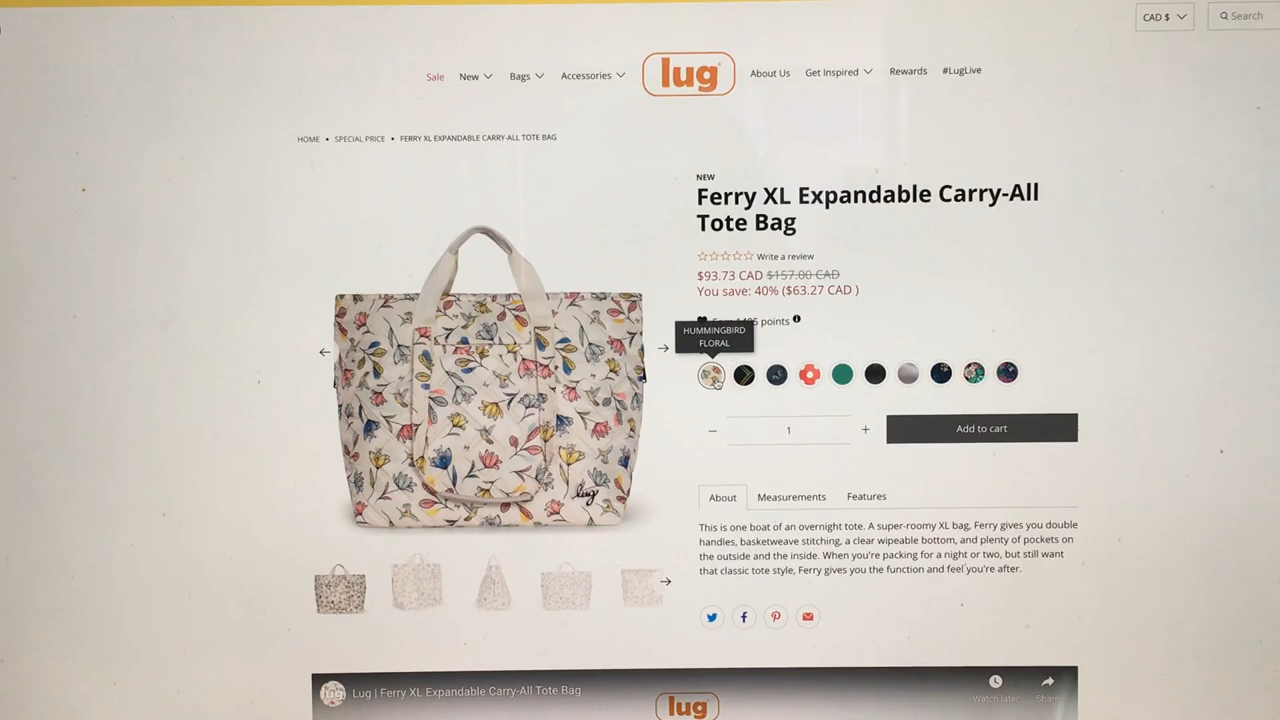 CAD $
Search
Sale
New
Bags
Accessories
lug
About Us
Get Inspired
Rewards
#LugLive
HOME • SPECIAL PRICE • FERRY XL EXPANDABLE CARRY-ALL TOTE BAG
NEW
Ferry XL Expandable Carry-All
Tote Bag
Write a review
$93.73 CAD $157.00 CAD
You save: 40% ($63.27 CAD )
points
HUMMINGBIRD
FLORAL
lug
− 1 +
Add to cart
About
Measurements
Features
This is one boat of an overnight tote. A super-roomy XL bag, Ferry gives you double
handles, basketweave stitching, a clear wipeable bottom, and plenty of pockets on
the outside and the inside. When you're packing for a night or two, but still want
that classic tote style, Ferry gives you the function and feel you're after.
Lug | Ferry XL Expandable Carry-All Tote Bag
Watch later
Share
lug